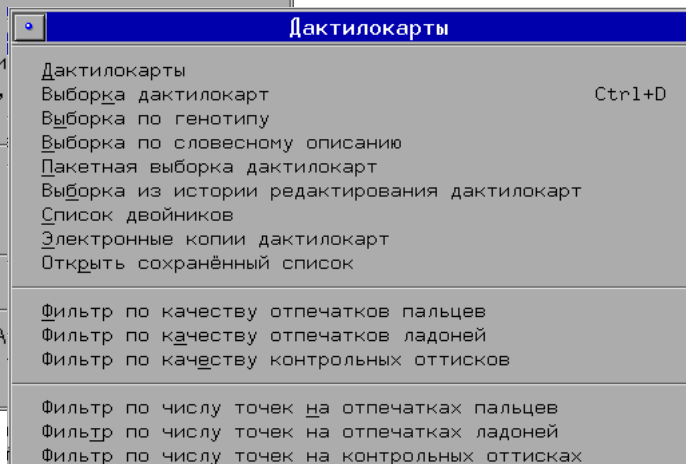 Дактилокарты
Дактилокарты
Выборка дактилокарт Ctrl+D
Выборка по генотипу
Выборка по словесному описанию
Пакетная выборка дактилокарт
Выборка из истории редактирования дактилокарт
Список двойников
Электронные копии дактилокарт
Открыть сохранённый список
Фильтр по качеству отпечатков пальцев
Фильтр по качеству отпечатков ладоней
Фильтр по качеству контрольных оттисков
Фильтр по числу точек на отпечатках пальцев
Фильтр по числу точек на отпечатках ладоней
Фильтр по числу точек на контрольных оттисках